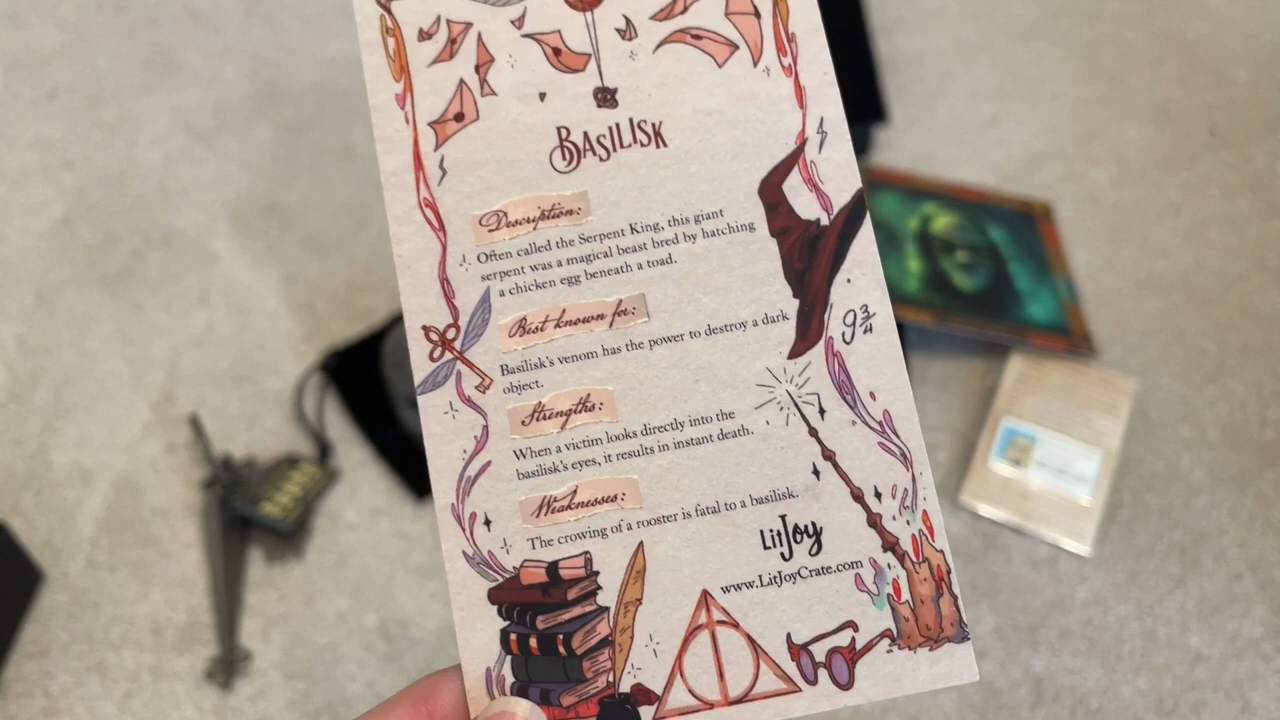 BASILISK
Description:
Often called the Serpent King, this giant
serpent was a magical beast bred by hatching
a chicken egg beneath a toad.
Best known for:
Basilisk's venom has the power to destroy a dark
object.
Strengths:
When a victim looks directly into the
basilisk's eyes, it results in instant death.
Weaknesses:
The crowing of a rooster is fatal to a basilisk.
9¾
LitJoy
www.LitJoyCrate.com